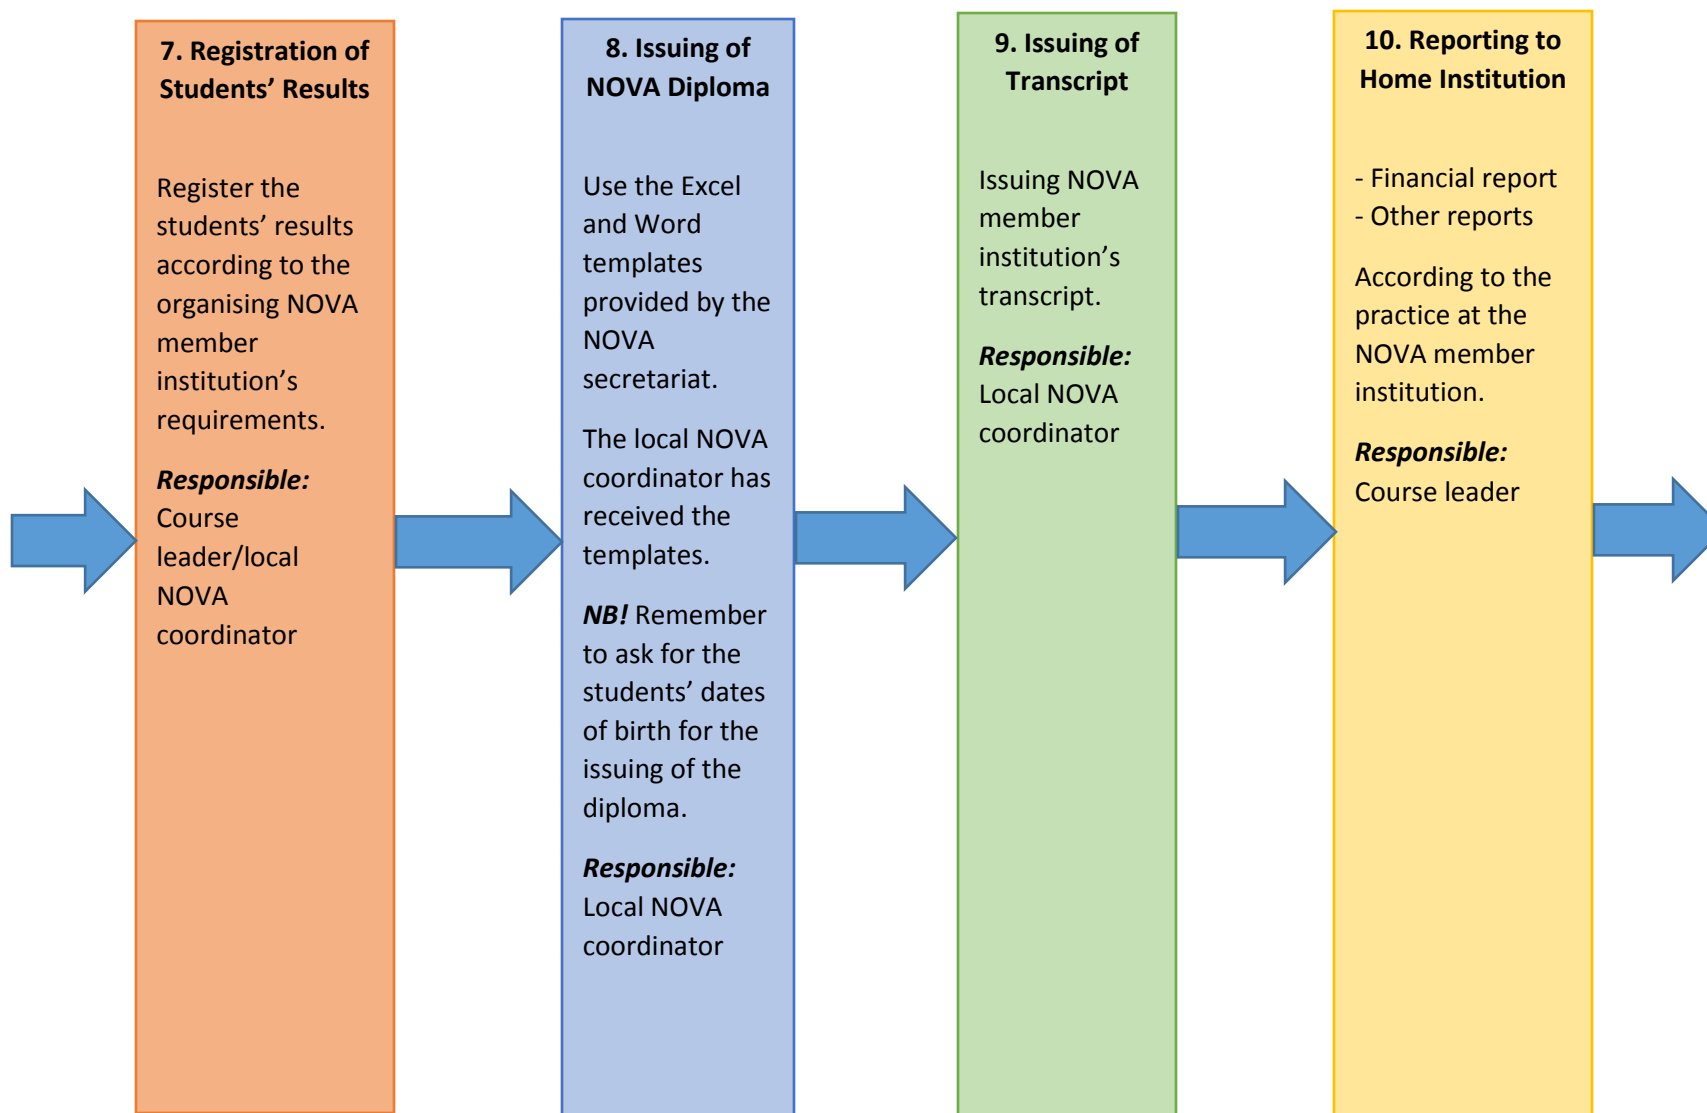 7. Registration of
Students’ Results
Register the
students’ results
according to the
organising NOVA
member
institution’s
requirements.
Responsible:
Course
leader/local
NOVA
coordinator
8. Issuing of
NOVA Diploma
Use the Excel
and Word
templates
provided by the
NOVA
secretariat.
The local NOVA
coordinator has
received the
templates.
NB! Remember
to ask for the
students’ dates
of birth for the
issuing of the
diploma.
Responsible:
Local NOVA
coordinator
9. Issuing of
Transcript
Issuing NOVA
member
institution’s
transcript.
Responsible:
Local NOVA
coordinator
10. Reporting to
Home Institution
- Financial report
- Other reports
According to the
practice at the
NOVA member
institution.
Responsible:
Course leader